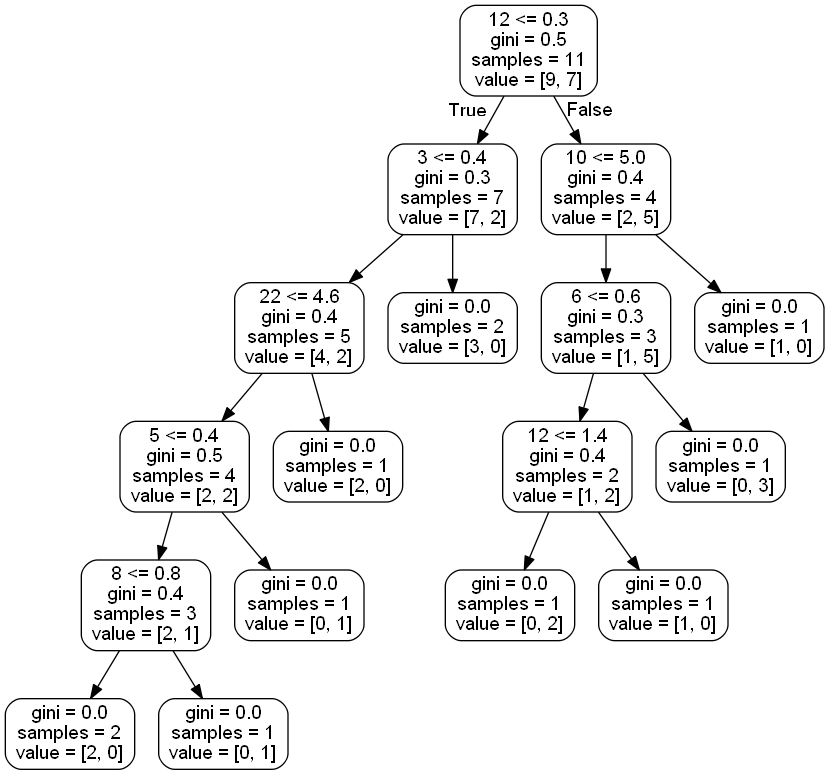 12 <= 0.3
gini = 0.5
samples = 11
value = [9, 7]
True
False
3 <= 0.4
gini = 0.3
samples = 7
value = [7, 2]
10 <= 5.0
gini = 0.4
samples = 4
value = [2, 5]
22 <= 4.6
gini = 0.4
samples = 5
value = [4, 2]
gini = 0.0
samples = 2
value = [3, 0]
6 <= 0.6
gini = 0.3
samples = 3
value = [1, 5]
gini = 0.0
samples = 1
value = [1, 0]
5 <= 0.4
gini = 0.5
samples = 4
value = [2, 2]
gini = 0.0
samples = 1
value = [2, 0]
12 <= 1.4
gini = 0.4
samples = 2
value = [1, 2]
gini = 0.0
samples = 1
value = [0, 3]
8 <= 0.8
gini = 0.4
samples = 3
value = [2, 1]
gini = 0.0
samples = 1
value = [0, 1]
gini = 0.0
samples = 1
value = [0, 2]
gini = 0.0
samples = 1
value = [1, 0]
gini = 0.0
samples = 2
value = [2, 0]
gini = 0.0
samples = 1
value = [0, 1]